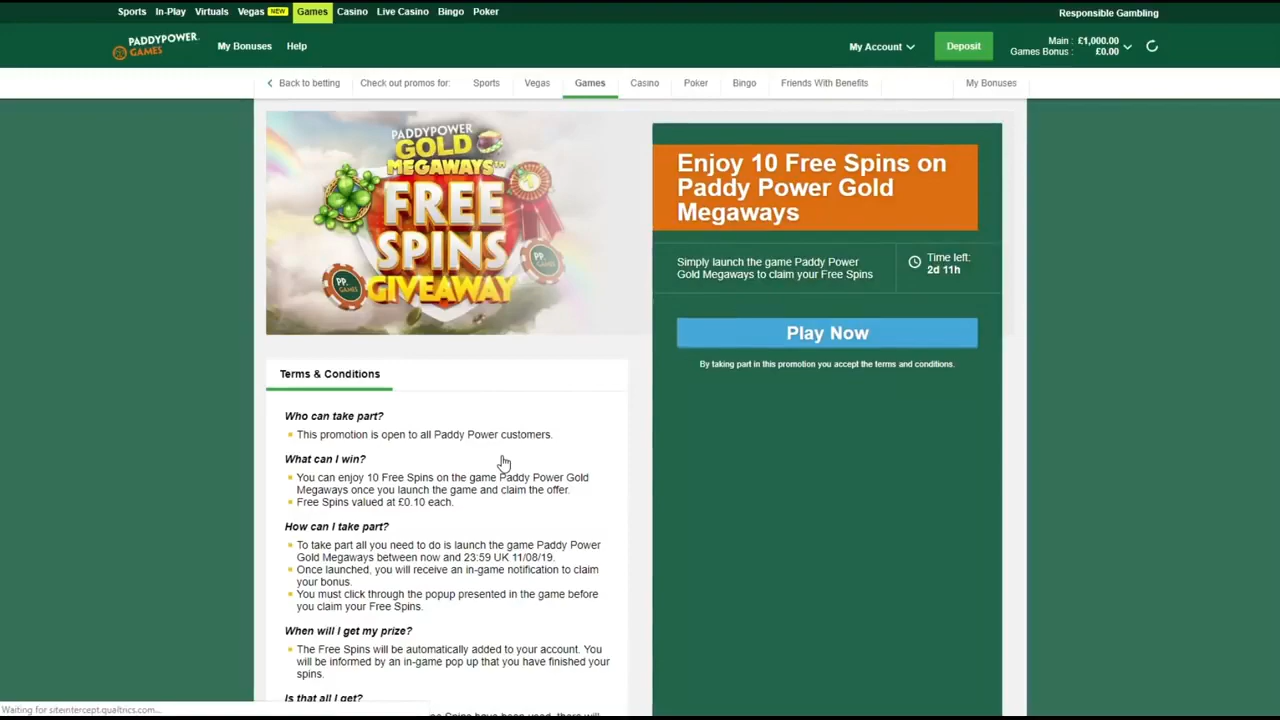 Sports In-Play Virtuals Vegas NEW Games Casino Live Casino Bingo Poker
Responsible Gambling
PADDYPOWER.
GAMES
My Bonuses Help
My Account
Deposit
Main : £1,000.00
Games Bonus : £0.00
Back to betting
Check out promos for: Sports Vegas Games Casino Poker Bingo Friends With Benefits
My Bonuses
PADDYPOWER
GOLD
MEGAWAYS™
FREE
SPINS
GIVEAWAY
PP.
GAMES
PP.
GAMES
Enjoy 10 Free Spins on
Paddy Power Gold
Megaways
Simply launch the game Paddy Power
Gold Megaways to claim your Free Spins
Time left:
2d 11h
Play Now
By taking part in this promotion you accept the terms and conditions.
Terms & Conditions
Who can take part?
This promotion is open to all Paddy Power customers.
What can I win?
You can enjoy 10 Free Spins on the game Paddy Power Gold
Megaways once you launch the game and claim the offer.
Free Spins valued at £0.10 each.
How can I take part?
To take part all you need to do is launch the game Paddy Power
Gold Megaways between now and 23:59 UK 11/08/19.
Once launched, you will receive an in-game notification to claim
your bonus.
You must click through the popup presented in the game before
you claim your Free Spins.
When will I get my prize?
The Free Spins will be automatically added to your account. You
will be informed by an in-game pop up that you have finished your
spins.
Is that all I get?
Spins have been used, there will
Waiting for siteintercept.qualtrics.com...